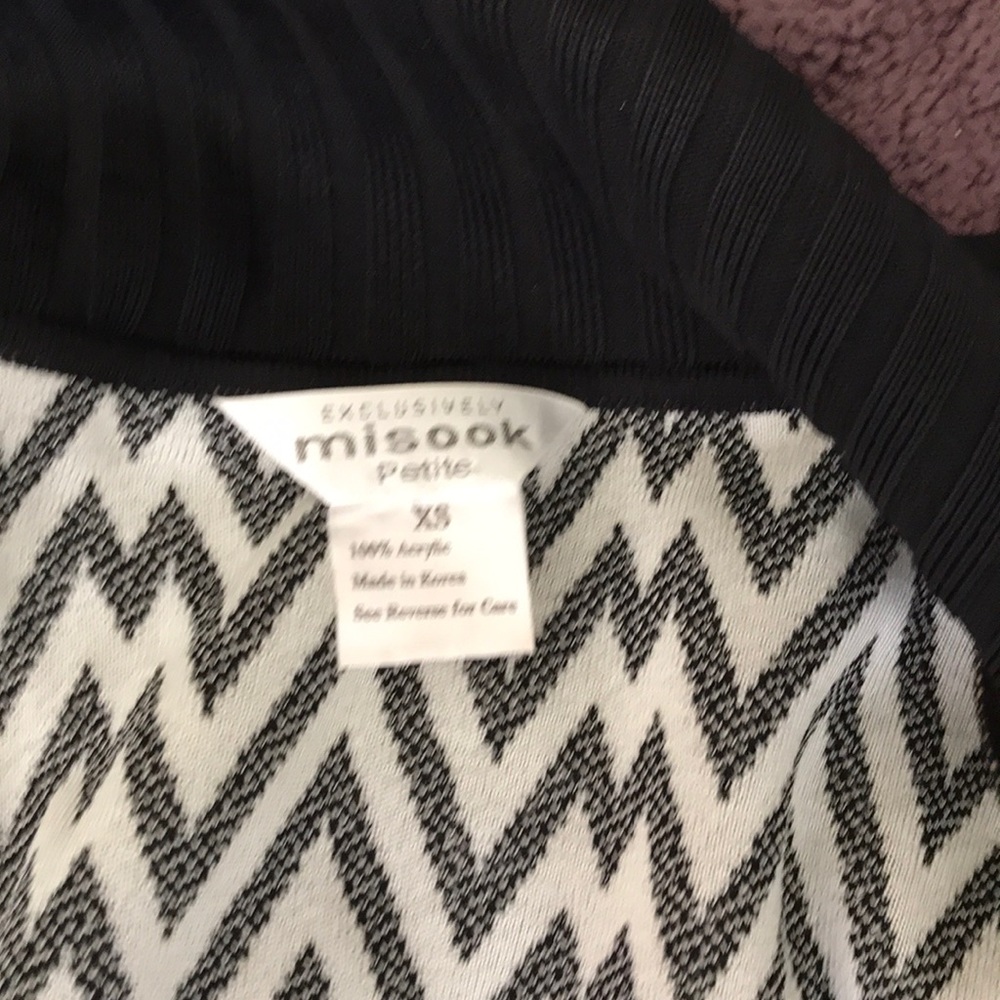 EXCLUSIVELY
misook
Petite
XS
100% Acrylic
Made in Korea
See Reverse for Care